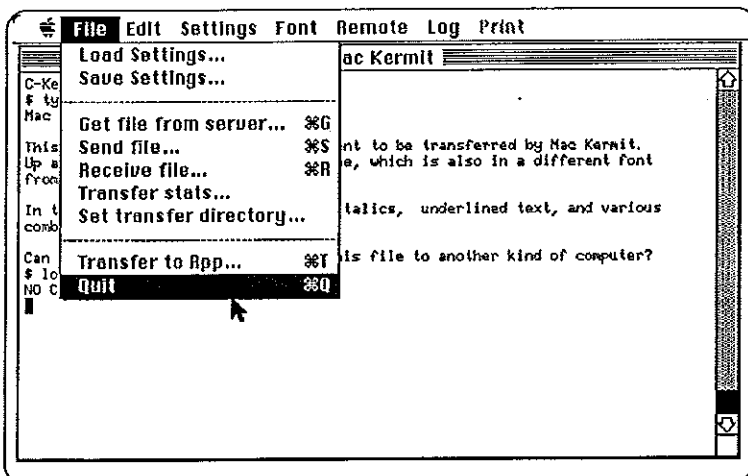 File Edit Settings Font Remote Log Print
ac Kermit
Load Settings...
Save Settings...
Get file from server... ⌘G
Send file... ⌘S
Receive file... ⌘R
Transfer stats...
Set transfer directory...
Transfer to App... ⌘T
Quit ⌘Q
C-Ke
$ ty
Mac
This nt to be transferred by Mac Kermit.
Up a e, which is also in a different font
from
In t talics, underlined text, and various
comb
Can his file to another kind of computer?
$ lo
NO C